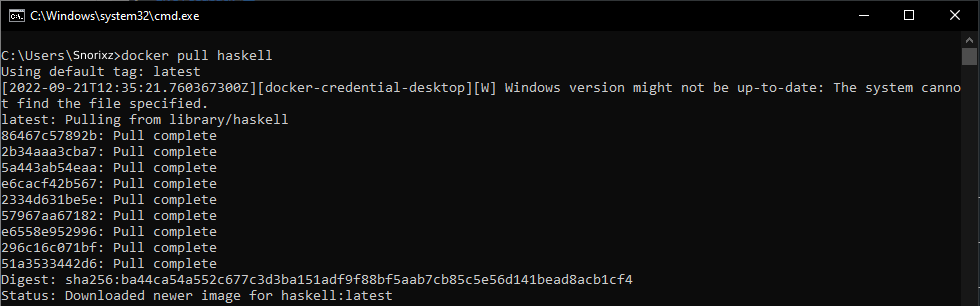 C:\Windows\system32\cmd.exe
C:\Users\Snorixz>docker pull haskell
Using default tag: latest
[2022-09-21T12:35:21.760367300Z][docker-credential-desktop][W] Windows version might not be up-to-date: The system canno
t find the file specified.
latest: Pulling from library/haskell
86467c57892b: Pull complete
2b34aaa3cba7: Pull complete
5a443ab54eaa: Pull complete
e6cacf42b567: Pull complete
2334d631be5e: Pull complete
57967aa67182: Pull complete
e6558e952996: Pull complete
296c16c071bf: Pull complete
51a3533442d6: Pull complete
Digest: sha256:ba44ca54a552c677c3d3ba151adf9f88bf5aab7cb85c5e56d141bead8acb1cf4
Status: Downloaded newer image for haskell:latest